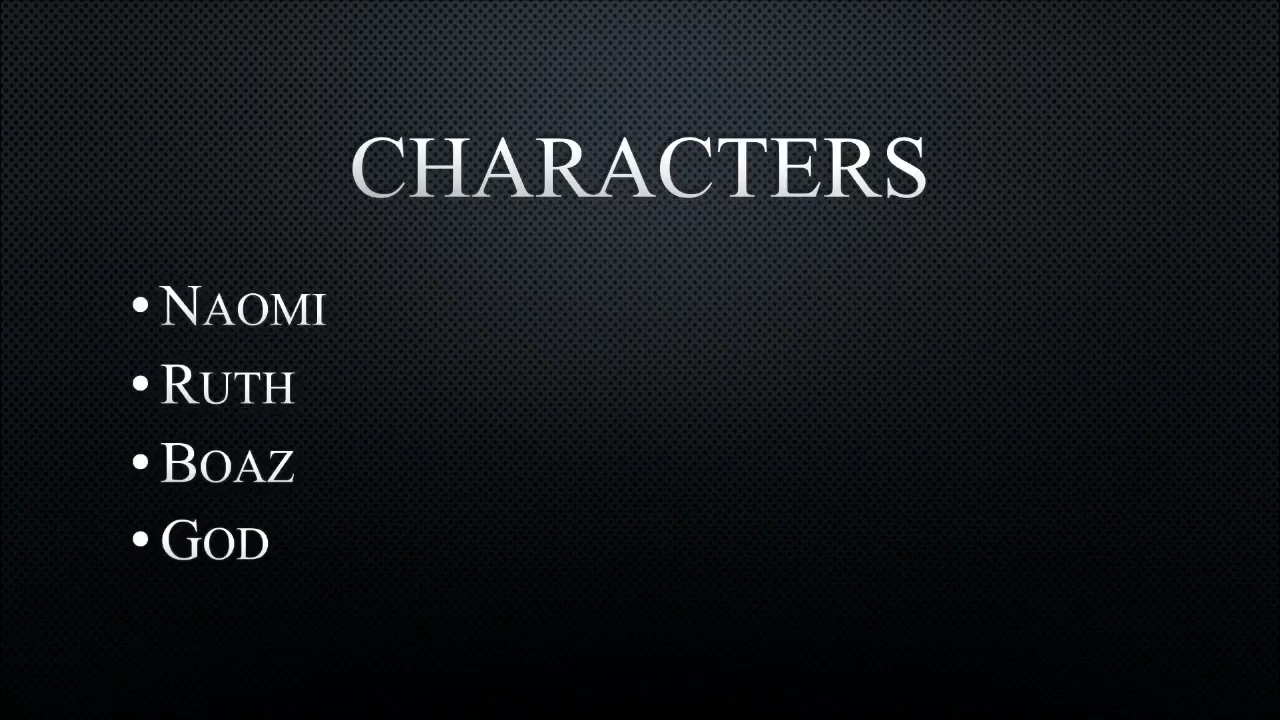 CHARACTERS
• NAOMI
• RUTH
• BOAZ
• GOD